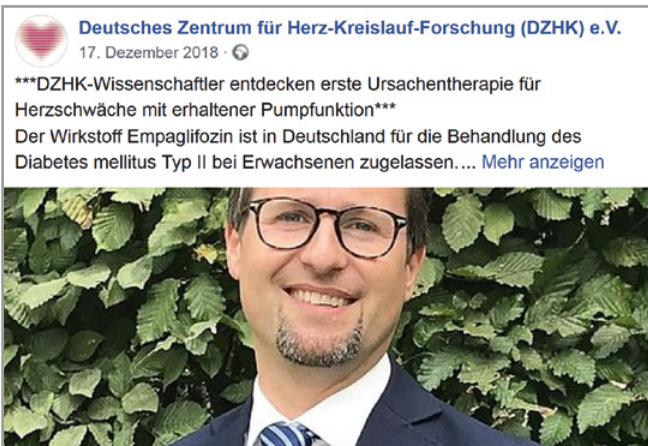 Deutsches Zentrum für Herz-Kreislauf-Forschung (DZHK) e.V.
17. Dezember 2018 ·
***DZHK-Wissenschaftler entdecken erste Ursachentherapie für
Herzschwäche mit erhaltener Pumpfunktion***
Der Wirkstoff Empaglifozin ist in Deutschland für die Behandlung des
Diabetes mellitus Typ II bei Erwachsenen zugelassen.... Mehr anzeigen